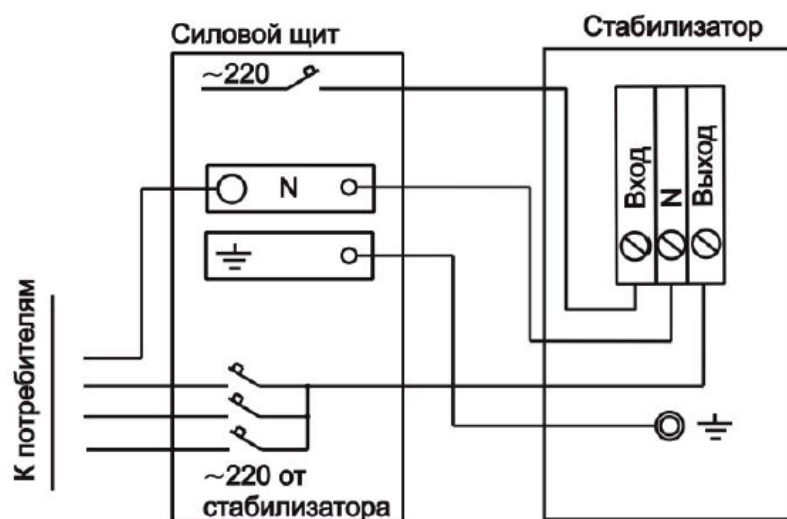 Силовой щит
Стабилизатор
~220
Вход
N
Выход
N
К потребителям
~220 от
стабилизатора